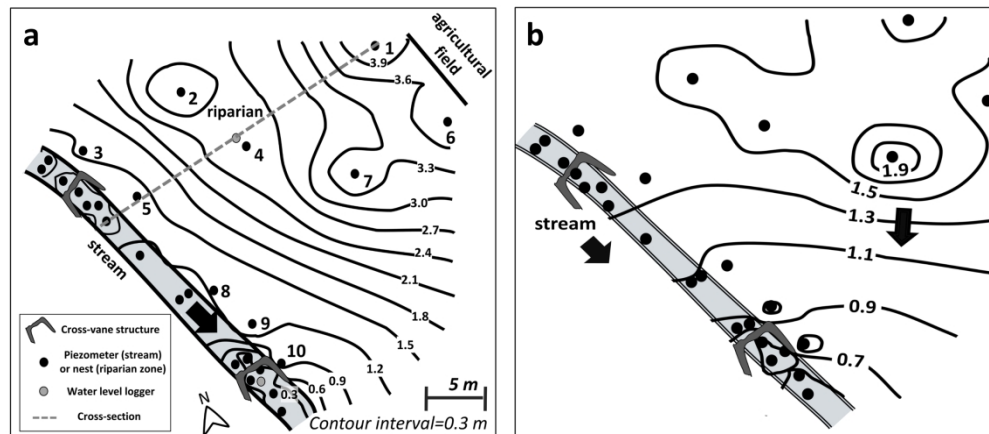 a
agricultural
field
1
3.9
3.6
2
riparian
6
4
3
3.3
7
3.0
5
2.7
2.4
stream
2.1
8
1.8
9
1.5
10
1.2
0.9
0.6
0.3
Cross-vane structure
Piezometer (stream)
or nest (riparian zone)
Water level logger
Cross-section
N
5 m
Contour interval=0.3 m
b
1.9
1.5
stream
1.3
1.1
0.9
0.7